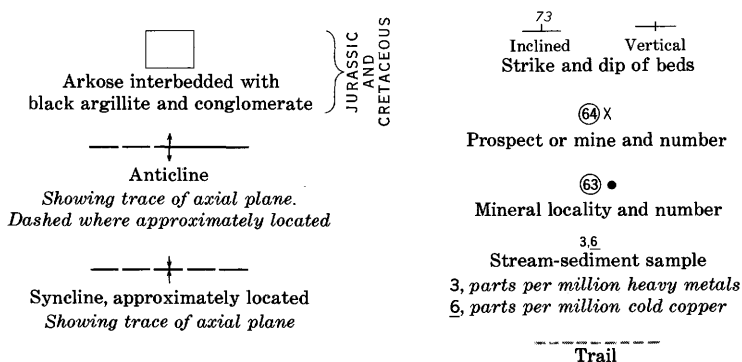 Arkose interbedded with
black argillite and conglomerate
JURASSIC
AND
CRETACEOUS
Anticline
Showing trace of axial plane.
Dashed where approximately located
Syncline, approximately located
Showing trace of axial plane
73
Inclined Vertical
Strike and dip of beds
64 X
Prospect or mine and number
63
Mineral locality and number
3,6
Stream-sediment sample
3, parts per million heavy metals
6, parts per million cold copper
Trail